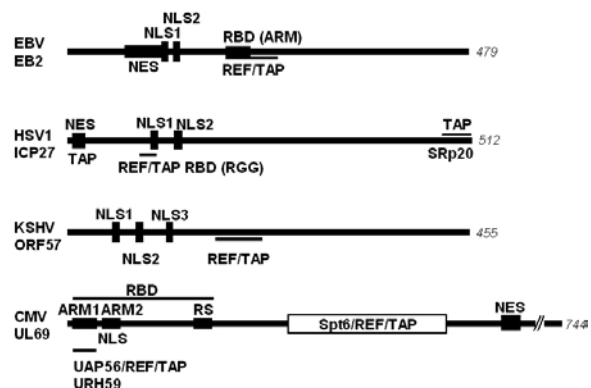 NLS2
NLS1
RBD (ARM)
EBV
EB2
479
NES
REF/TAP
NES
NLS1
NLS2
TAP
HSV1
ICP27
512
TAP
REF/TAP RBD (RGG)
SRp20
NLS1
NLS3
KSHV
ORF57
455
NLS2
REF/TAP
RBD
ARM1 ARM2
RS
NES
CMV
UL69
Spt6/REF/TAP
744
NLS
UAP56/REF/TAP
URH59